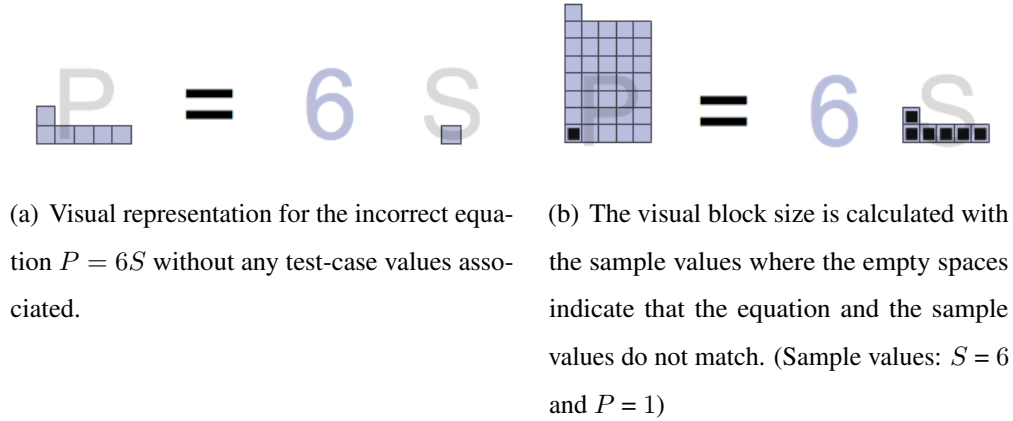 P = 6 S
P = 6 S
(a) Visual representation for the incorrect equa-
tion P = 6S without any test-case values asso-
ciated.
(b) The visual block size is calculated with
the sample values where the empty spaces
indicate that the equation and the sample
values do not match. (Sample values: S = 6
and P = 1)